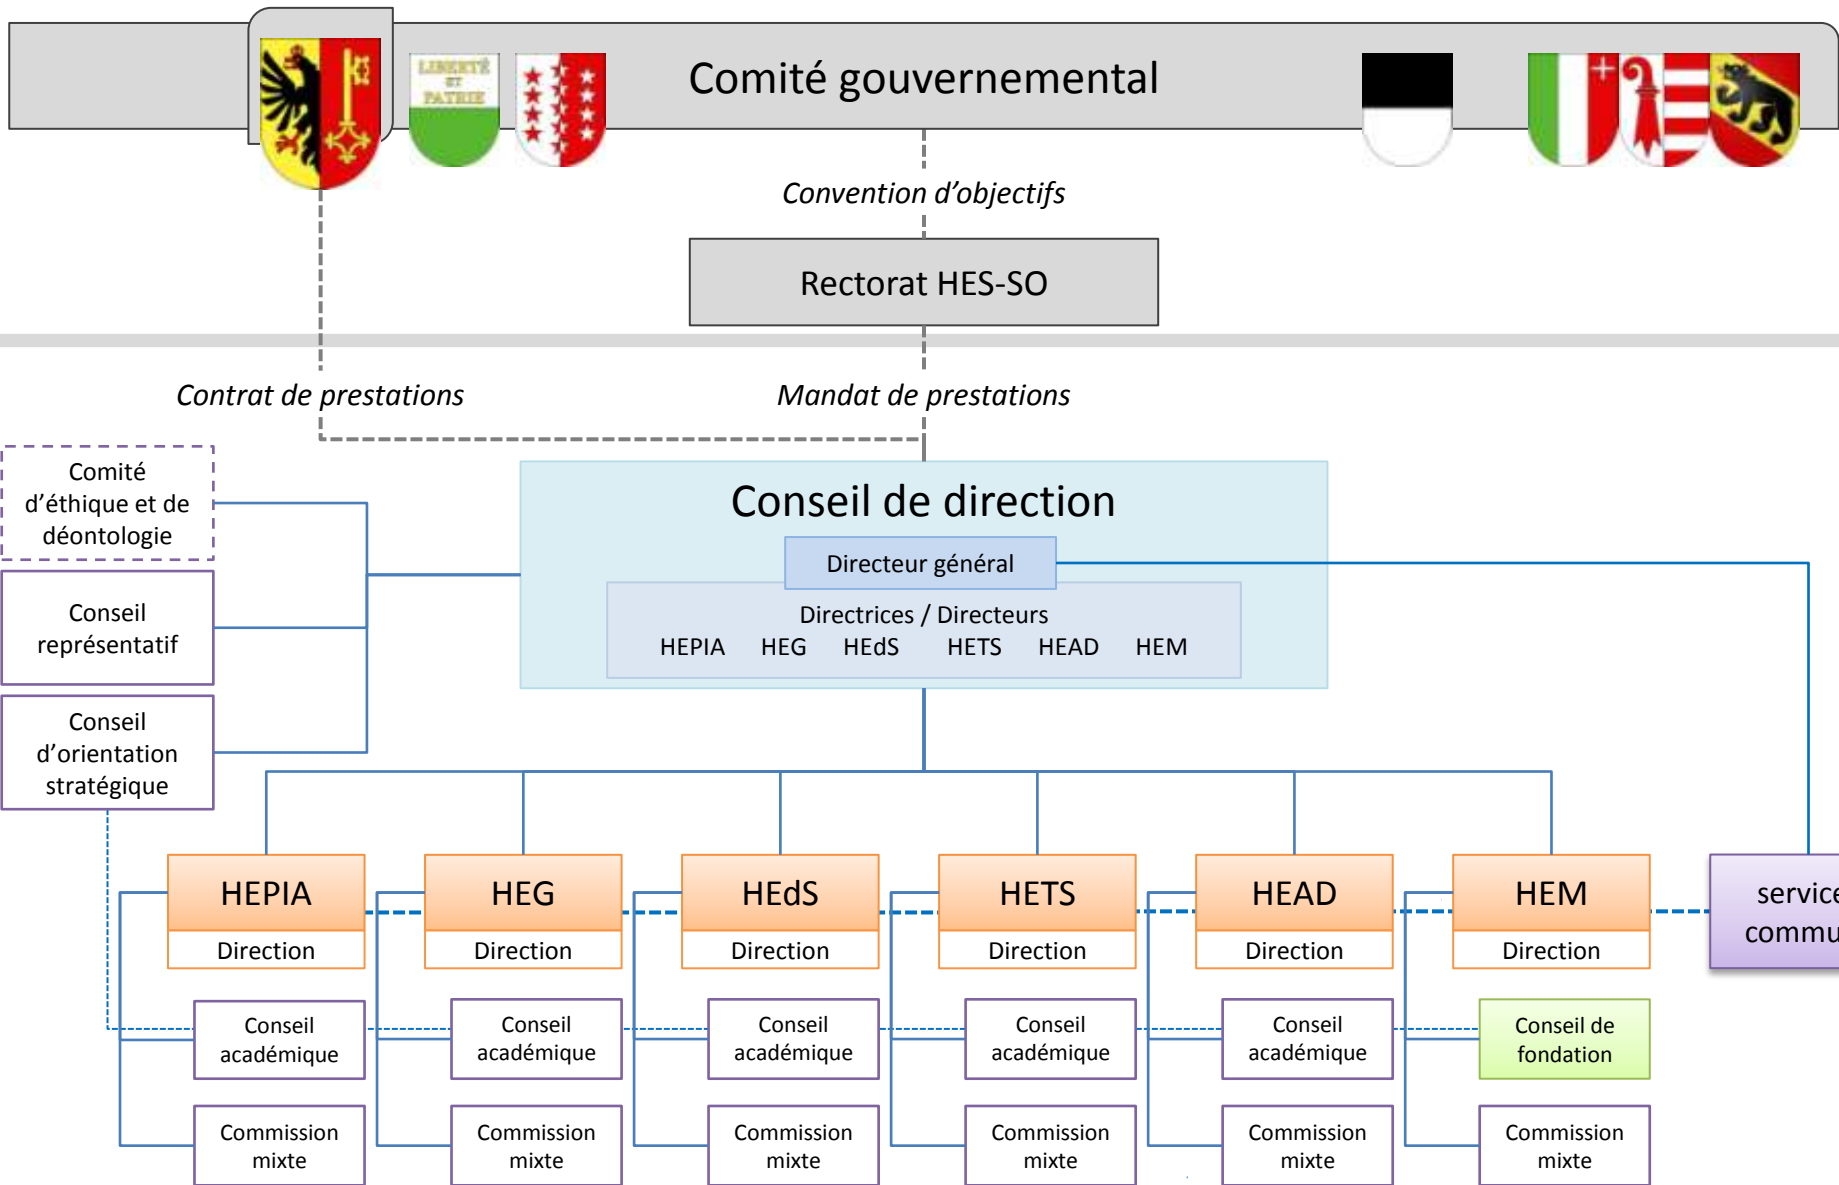 Comité gouvernemental
LIBERTÉ
ET
PATRIE
Convention d’objectifs
Rectorat HES-SO
Contrat de prestations
Mandat de prestations
Comité
d’éthique et de
déontologie
Conseil
représentatif
Conseil
d’orientation
stratégique
Conseil de direction
Directeur général
Directrices / Directeurs
HEPIA HEG HEdS HETS HEAD HEM
HEPIA
Direction
Conseil
académique
Commission
mixte
HEG
Direction
Conseil
académique
Commission
mixte
HEdS
Direction
Conseil
académique
Commission
mixte
HETS
Direction
Conseil
académique
Commission
mixte
HEAD
Direction
Conseil
académique
Commission
mixte
HEM
Direction
Conseil de
fondation
Commission
mixte
service
commu